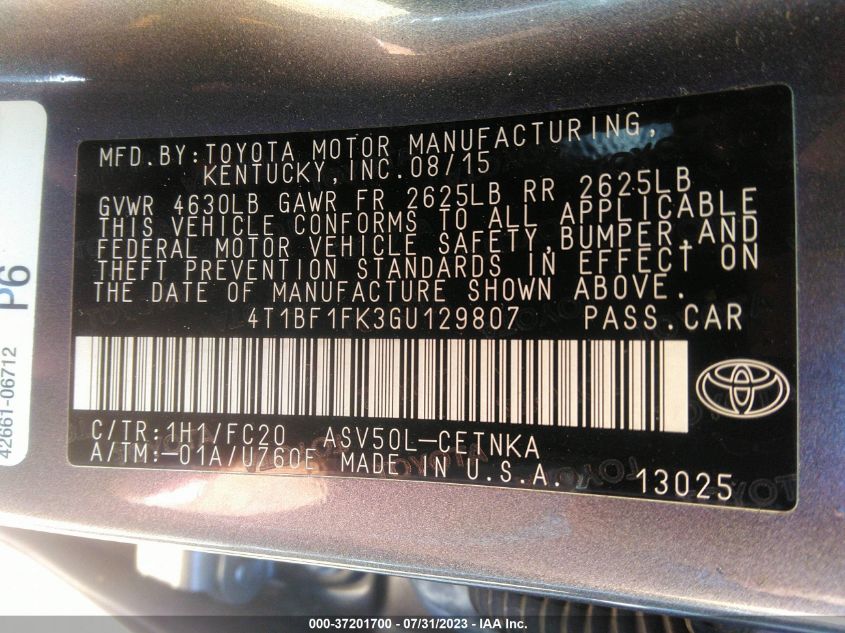 MFD.BY:TOYOTA MOTOR MANUFACTURING,
KENTUCKY,INC.08/15
GVWR 4630LB GAWR FR 2625LB RR 2625LB
THIS VEHICLE CONFORMS TO ALL APPLICABLE
FEDERAL MOTOR VEHICLE SAFETY,BUMPER,AND
THEFT PREVENTION STANDARDS IN EFFECT ON
THE DATE OF MANUFACTURE SHOWN ABOVE.
4T1BF1FK3GU129807 PASS.CAR
C/TR:1H1/FC20 ASV50L-CETNKA
A/TM:-01A/U760E MADE IN U.S.A. 13025
P6
42661-06712
000-37201700 - 07/31/2023 - IAA Inc.